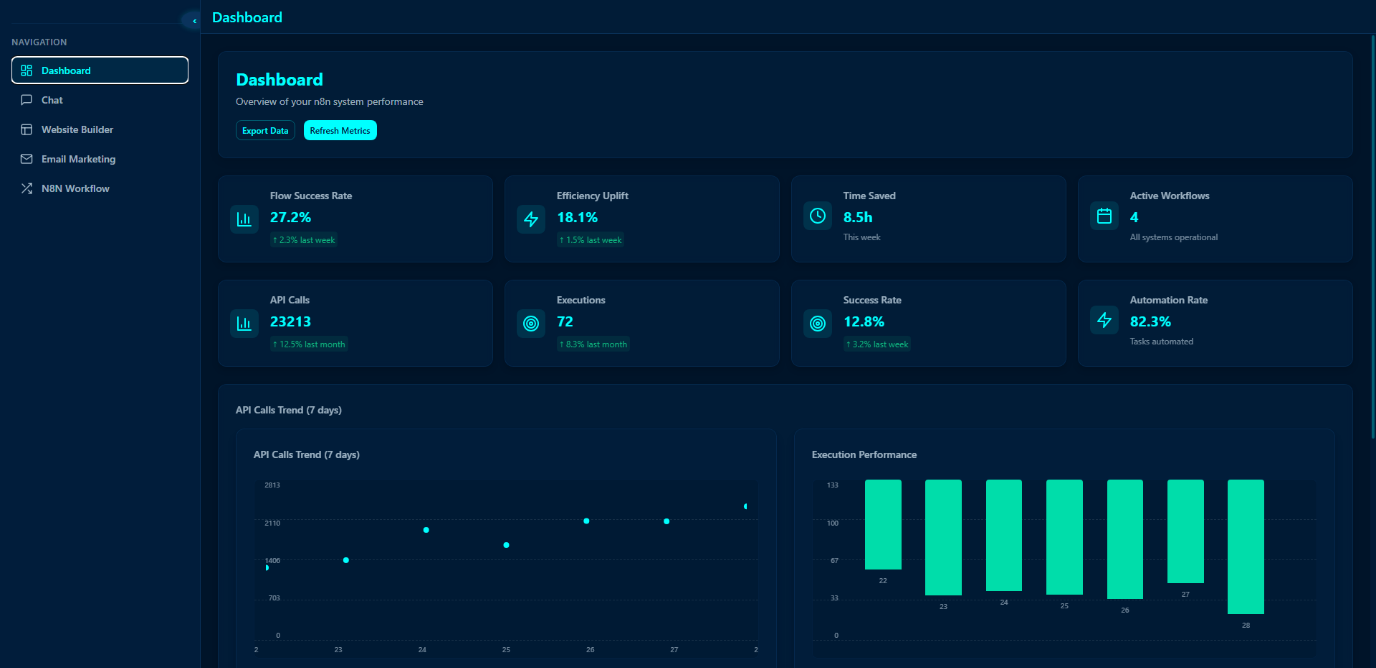 Dashboard
NAVIGATION
Dashboard
Chat
Website Builder
Email Marketing
N8N Workflow
Dashboard
Overview of your n8n system performance
Export Data
Refresh Metrics
Flow Success Rate
27.2%
↑ 2.3% last week
Efficiency Uplift
18.1%
↑ 1.5% last week
Time Saved
8.5h
This week
Active Workflows
4
All systems operational
API Calls
23213
↑ 12.5% last month
Executions
72
↑ 8.3% last month
Success Rate
12.8%
↑ 3.2% last week
Automation Rate
82.3%
Tasks automated
API Calls Trend (7 days)
API Calls Trend (7 days)
2813
2110
1406
703
0
2
23
24
25
26
27
2
Execution Performance
133
100
67
33
0
22
23
24
25
26
27
28